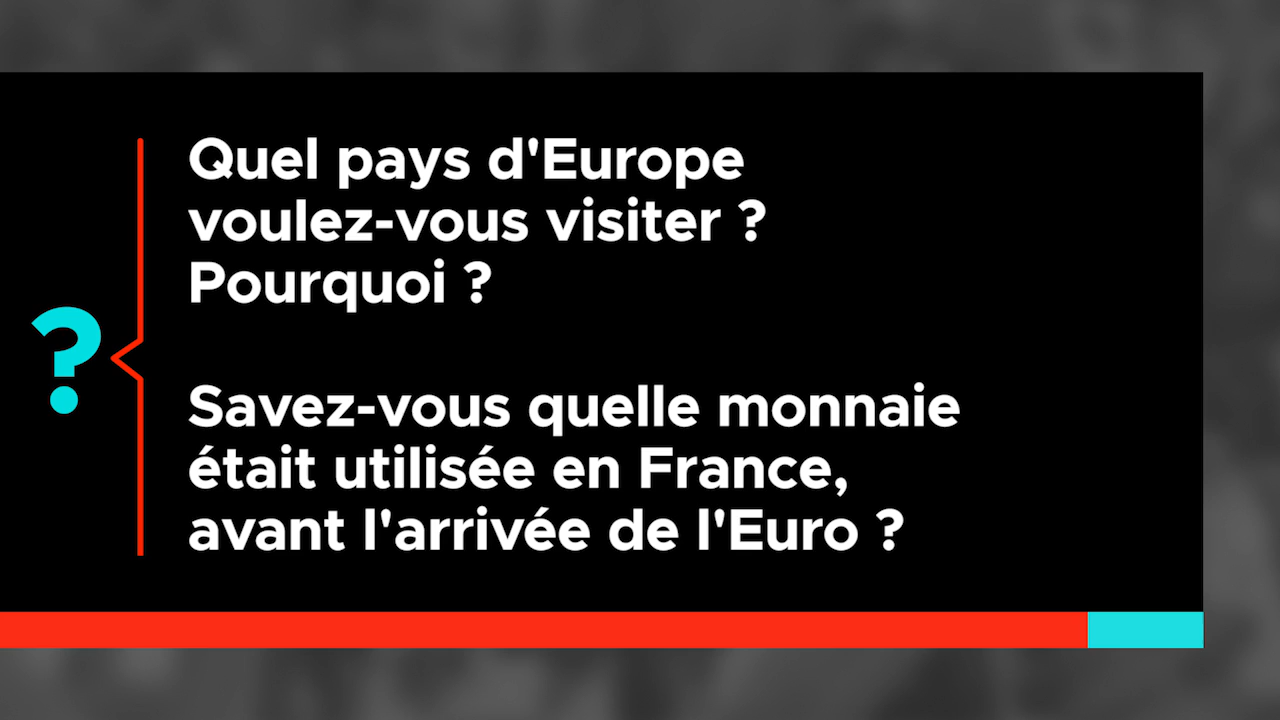 Quel pays d'Europe
voulez-vous visiter ?
Pourquoi ?
?
Savez-vous quelle monnaie
était utilisée en France,
avant l'arrivée de l'Euro ?